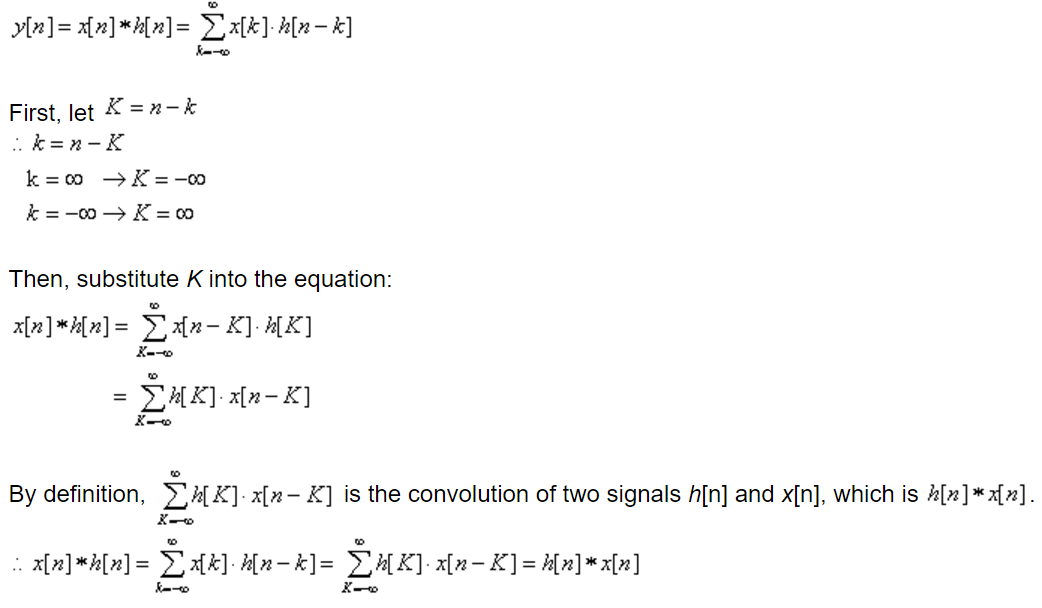 y[n] = x[n]*h[n] = ∑_{k=-∞}^{∞} x[k]·h[n-k]
First, let K = n - k
∴ k = n - K
k = ∞ → K = -∞
k = -∞ → K = ∞
Then, substitute K into the equation:
x[n]*h[n] = ∑_{K=-∞}^{∞} x[n-K]·h[K]
= ∑_{K=-∞}^{∞} h[K]·x[n-K]
By definition, ∑_{K=-∞}^{∞} h[K]·x[n-K] is the convolution of two signals h[n] and x[n], which is h[n]*x[n].
∴ x[n]*h[n] = ∑_{k=-∞}^{∞} x[k]·h[n-k] = ∑_{K=-∞}^{∞} h[K]·x[n-K] = h[n]*x[n]